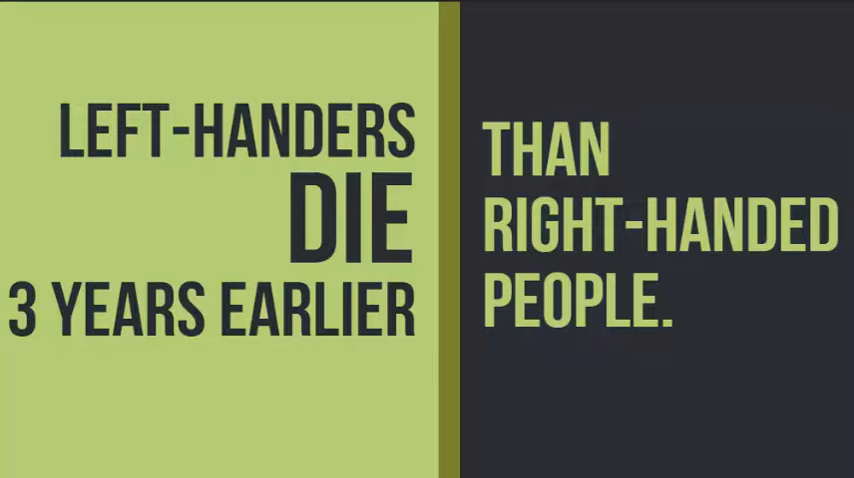 LEFT-HANDERS
DIE
3 YEARS EARLIER
THAN
RIGHT-HANDED
PEOPLE.